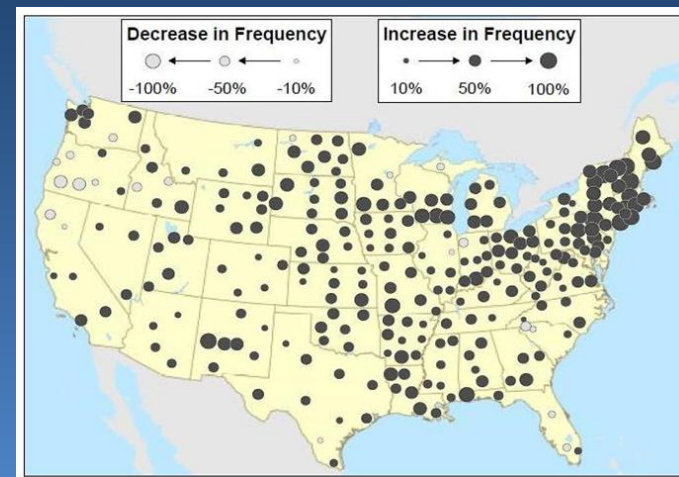 Decrease in Frequency
-100% -50% -10%
Increase in Frequency
10% 50% 100%